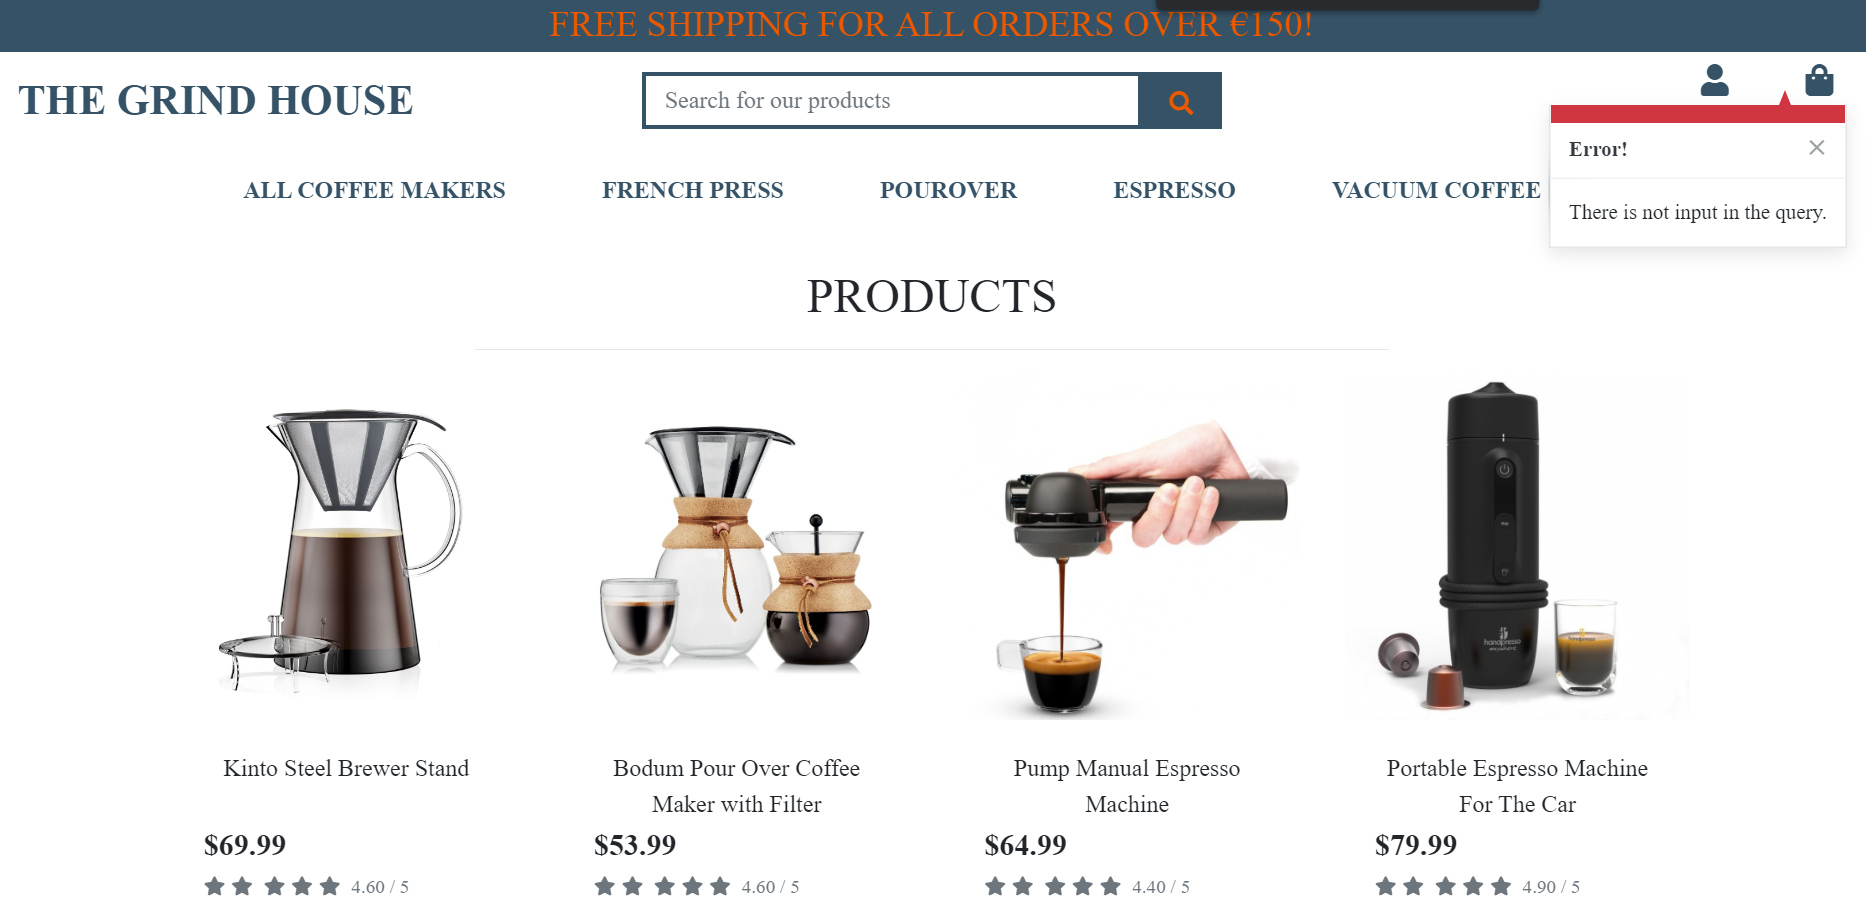 FREE SHIPPING FOR ALL ORDERS OVER €150!
THE GRIND HOUSE
Search for our products
Error!
There is not input in the query.
ALL COFFEE MAKERS
FRENCH PRESS
POUROVER
ESPRESSO
VACUUM COFFEE
PRODUCTS
handpresso
Kinto Steel Brewer Stand
$69.99
4.60 / 5
Bodum Pour Over Coffee
Maker with Filter
$53.99
4.60 / 5
Pump Manual Espresso
Machine
$64.99
4.40 / 5
Portable Espresso Machine
For The Car
$79.99
4.90 / 5